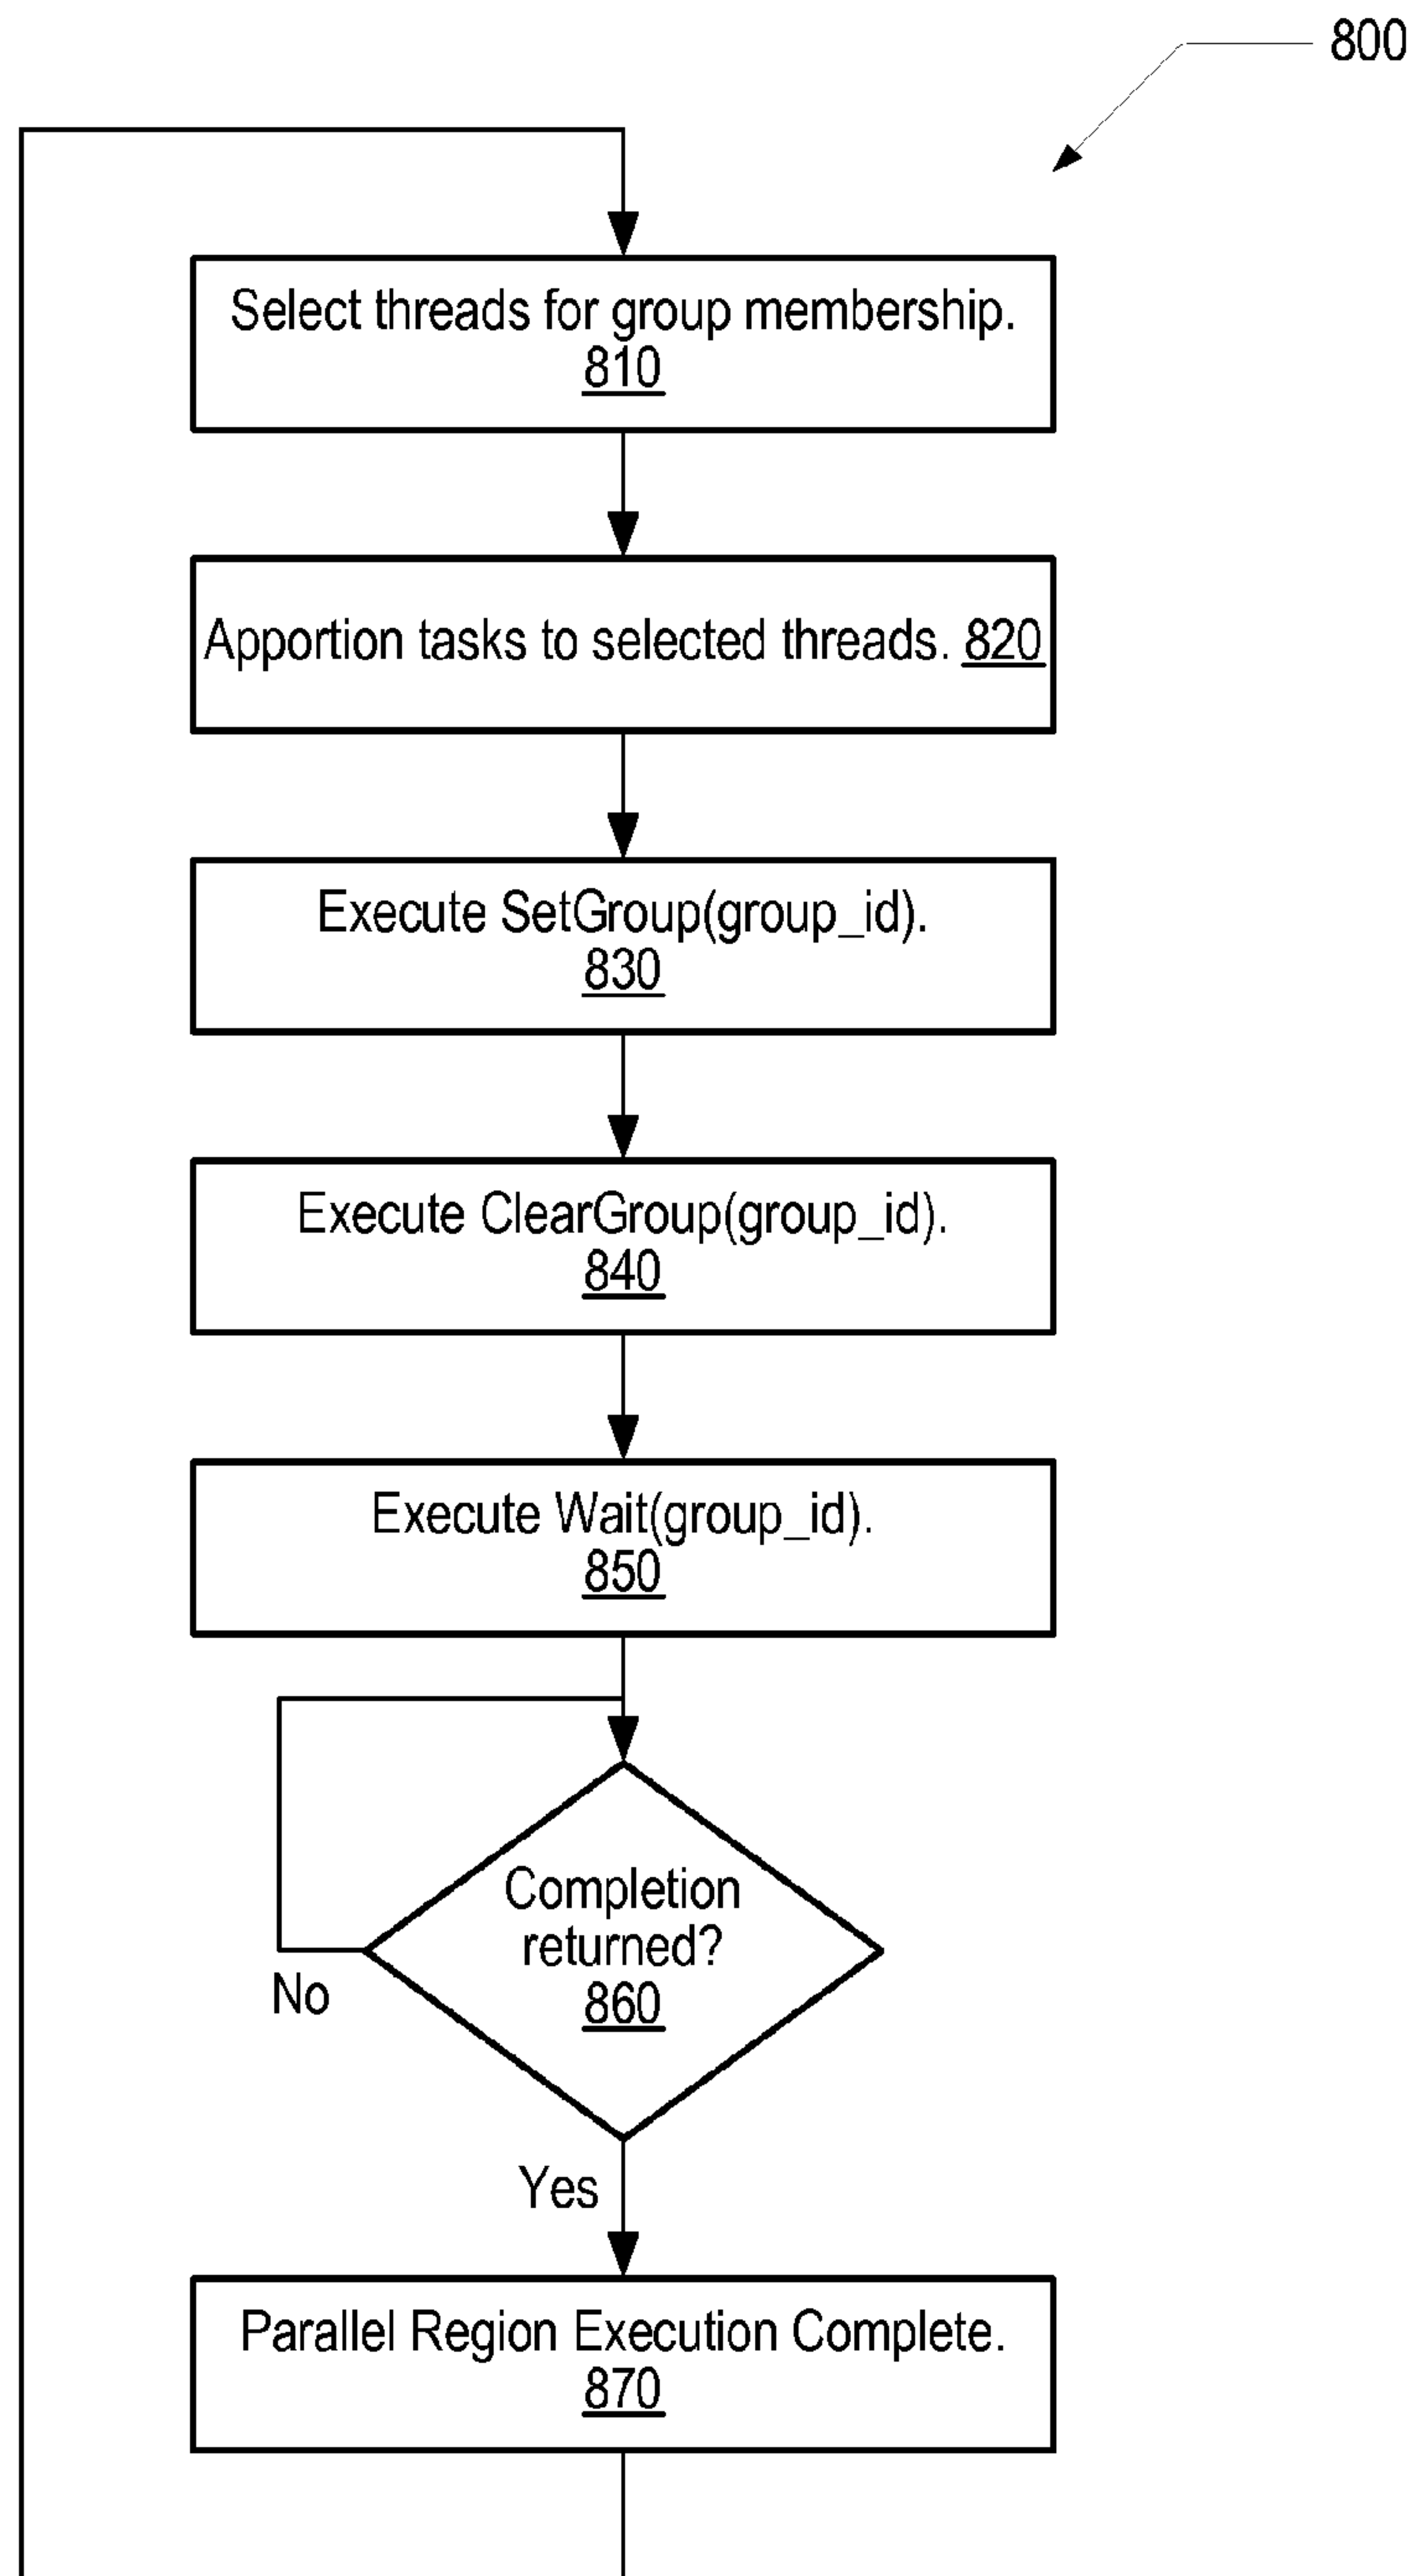 800
Select threads for group membership.
810
Apportion tasks to selected threads. 820
Execute SetGroup(group_id).
830
Execute ClearGroup(group_id).
840
Execute Wait(group_id).
850
Completion
returned?
860
No
Yes
Parallel Region Execution Complete.
870